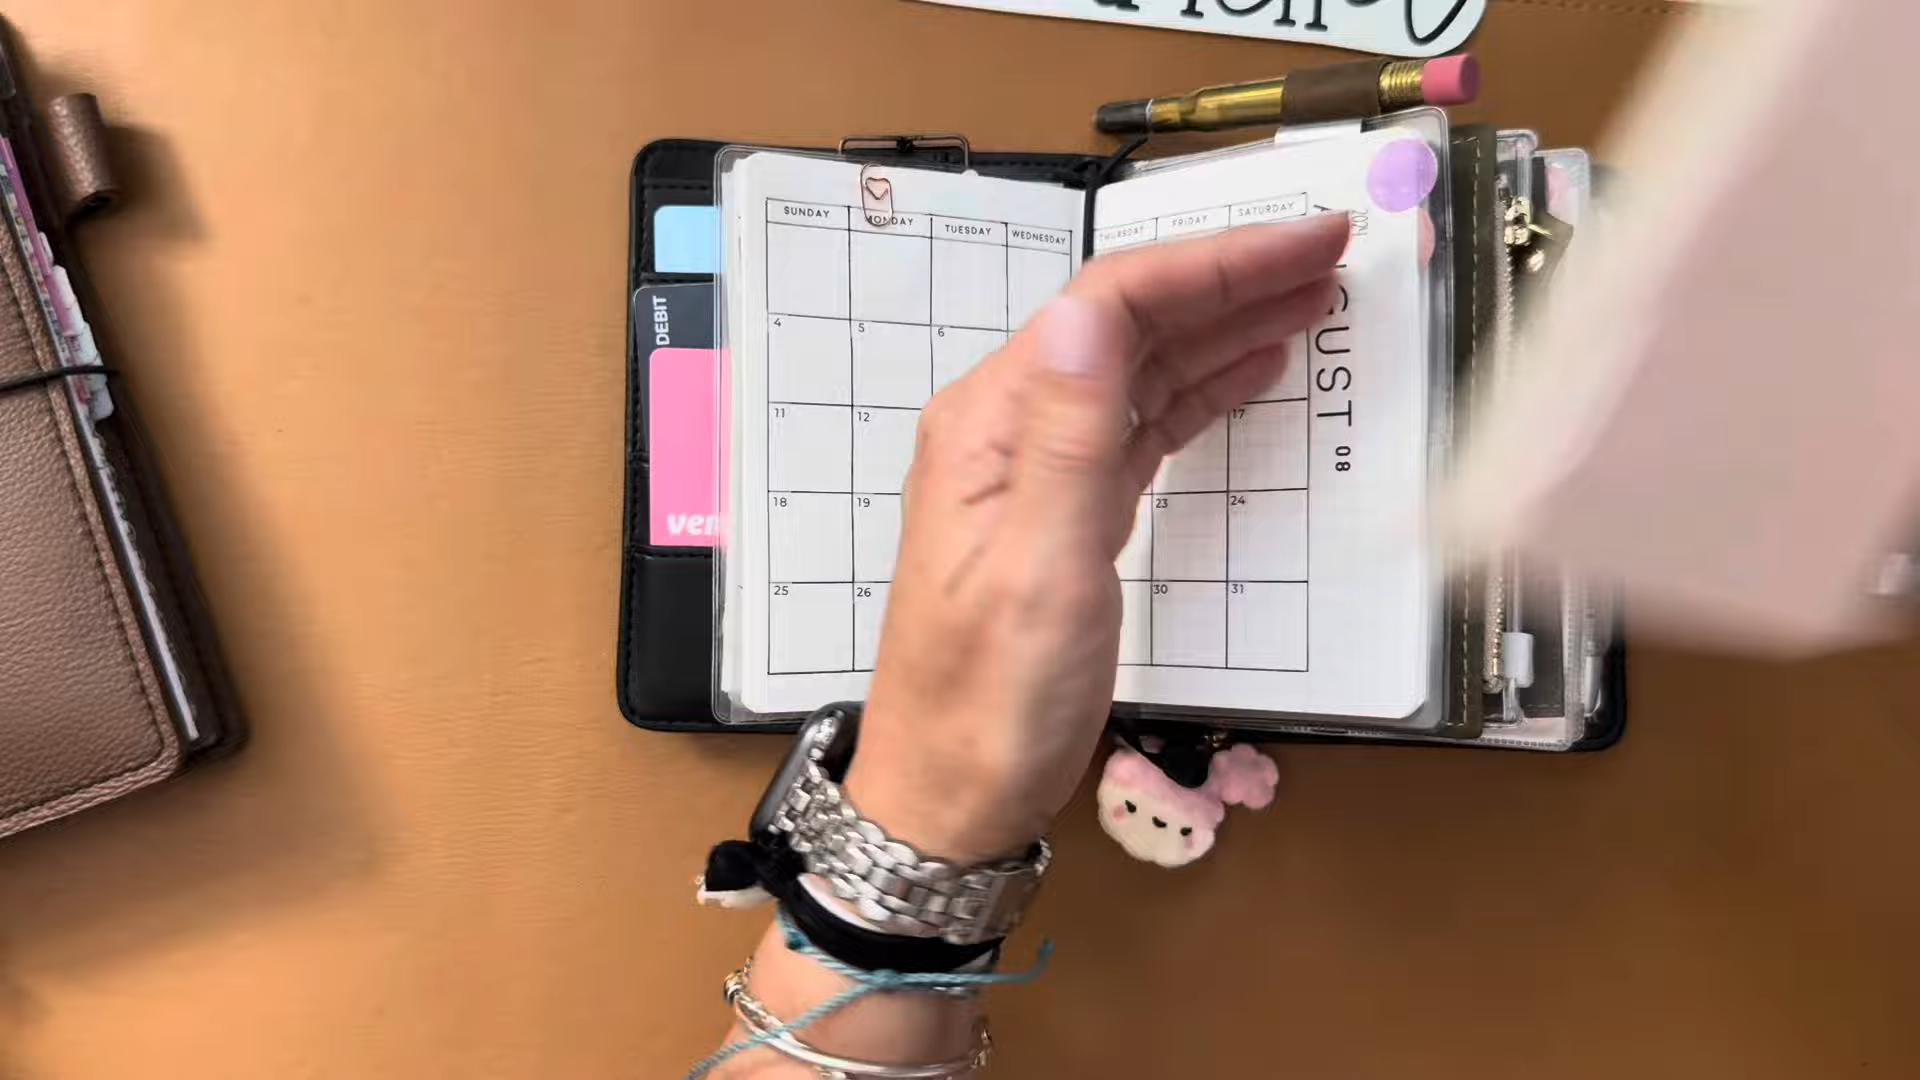 SUNDAY MONDAY TUESDAY WEDNESDAY THURSDAY FRIDAY SATURDAY
4 5 6
11 12 17
18 19 23 24
25 26 30 31
2024
GUST 08
DEBIT
ven